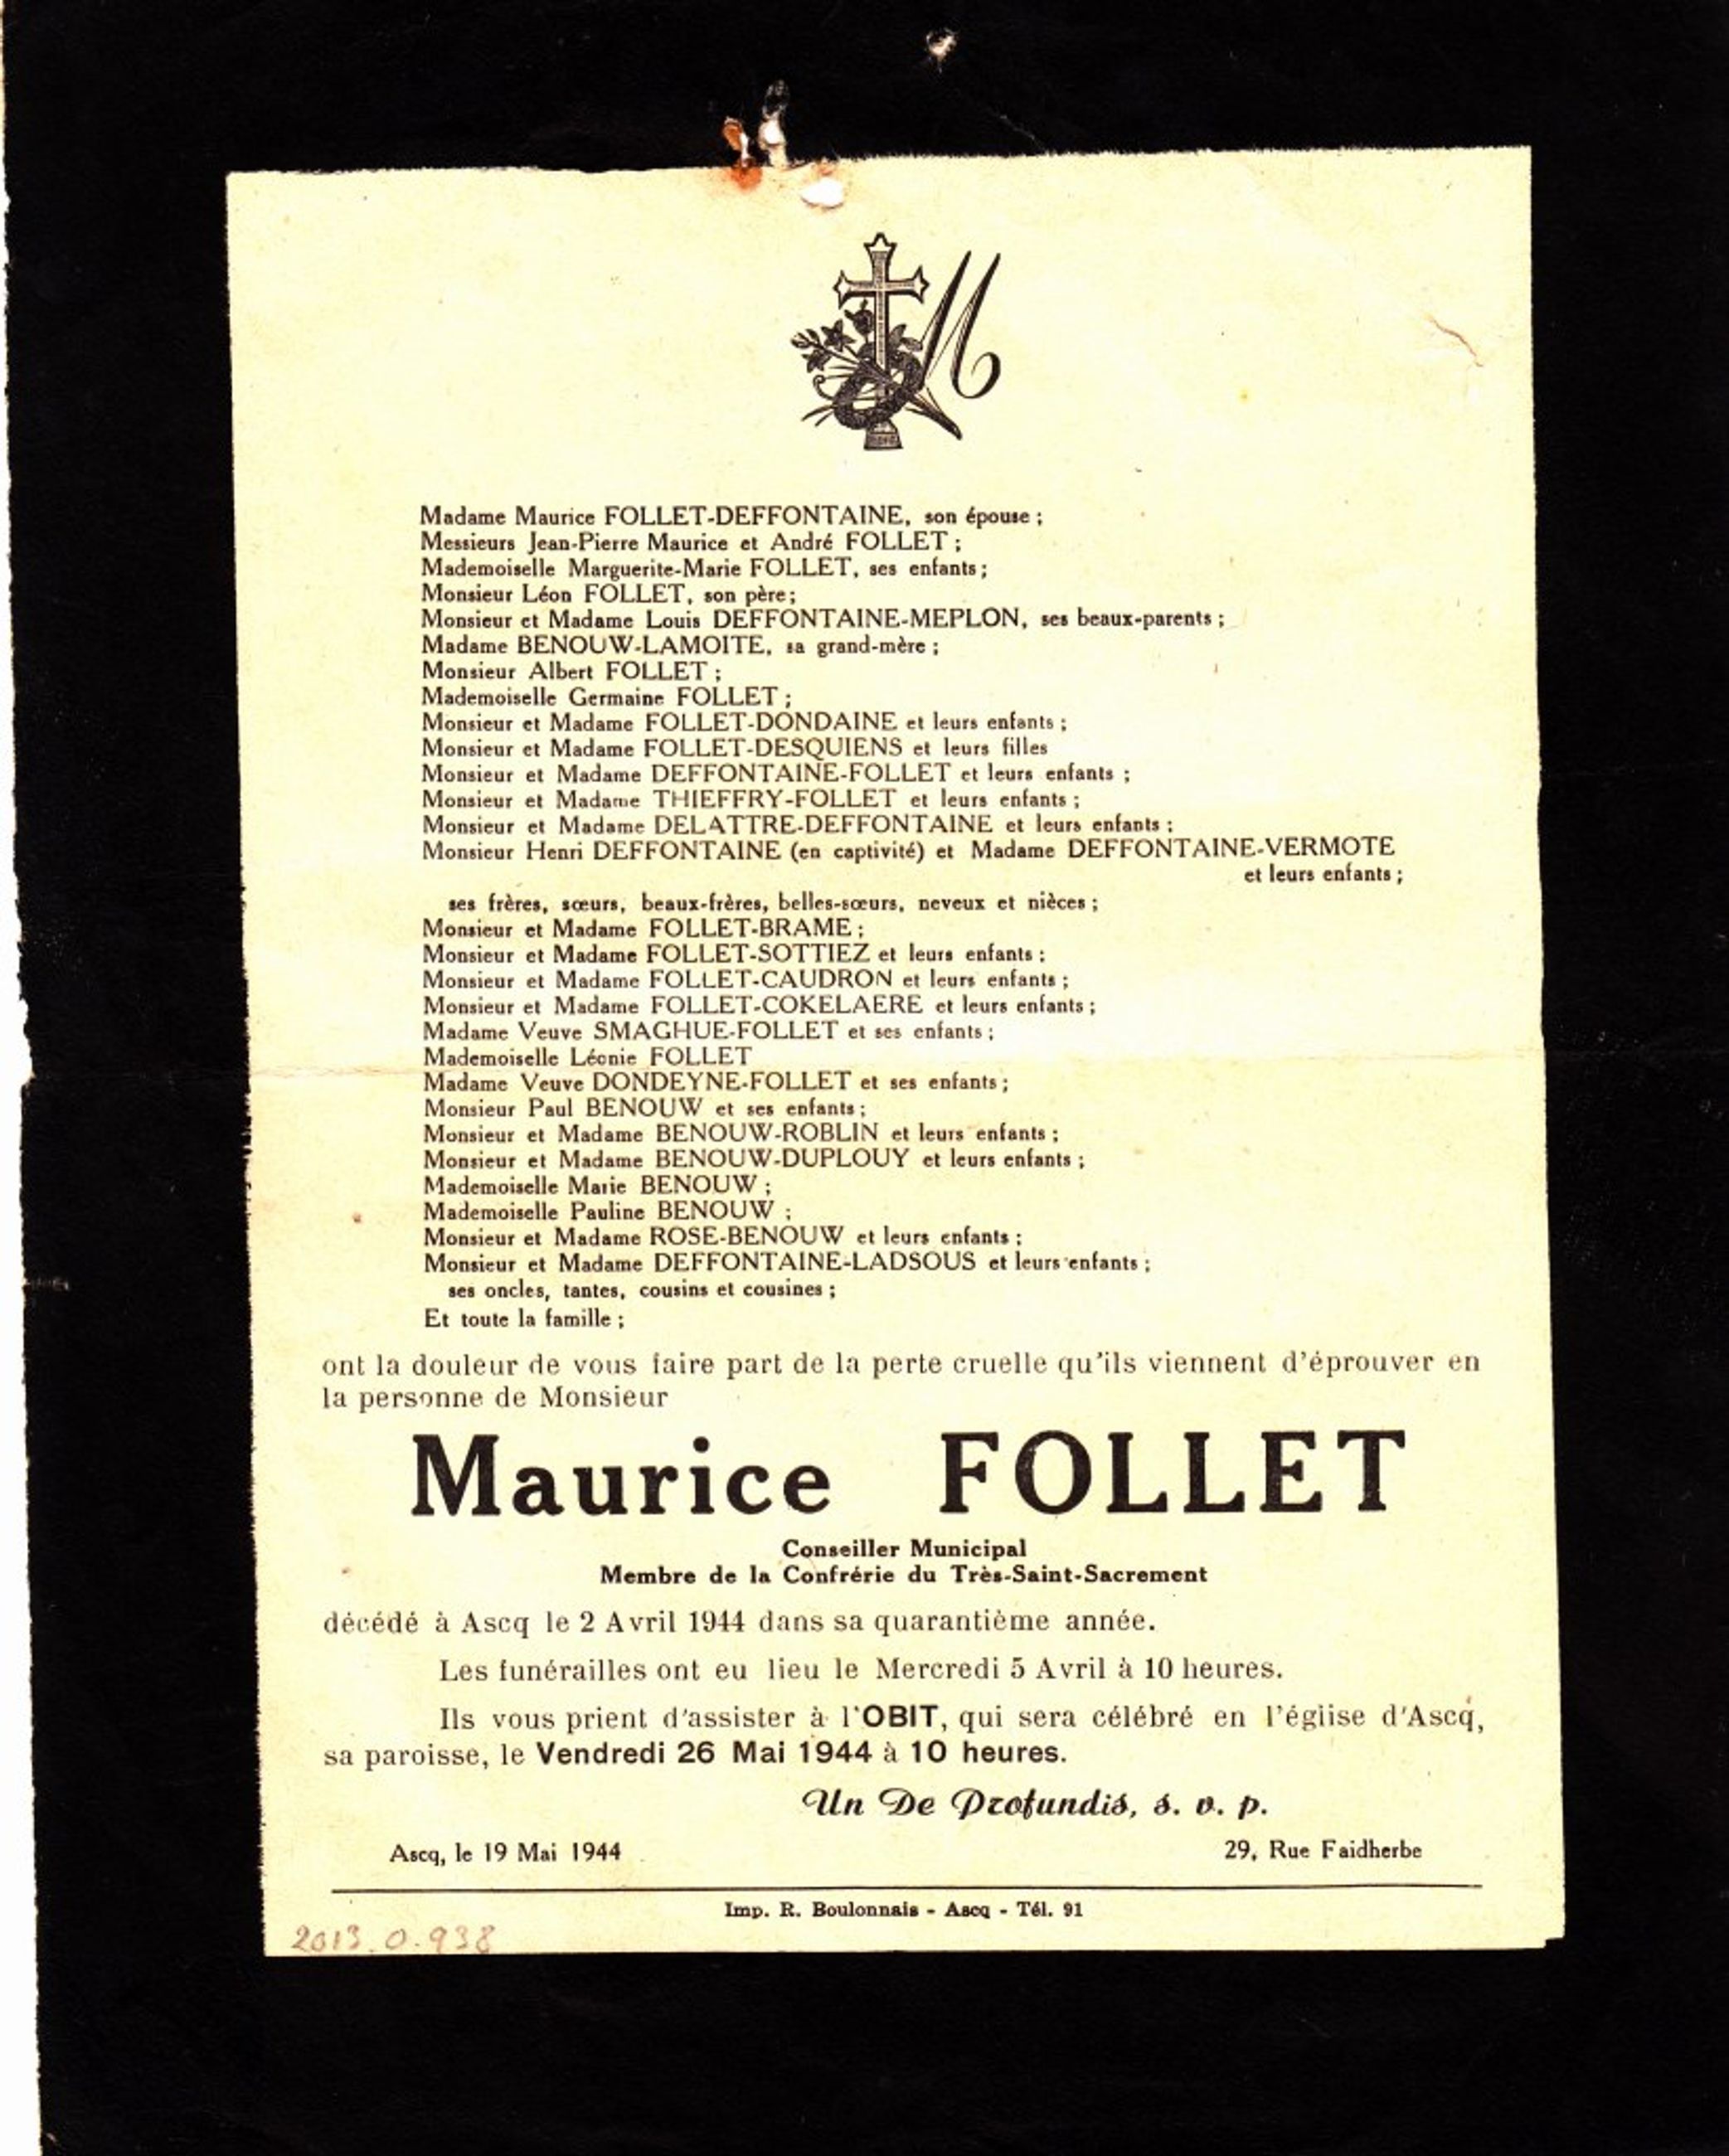 M
Madame Maurice FOLLET-DEFFONTAINE, son épouse ;
Messieurs Jean-Pierre Maurice et André FOLLET ;
Mademoiselle Marguerite-Marie FOLLET, ses enfants ;
Monsieur Léon FOLLET, son père ;
Monsieur et Madame Louis DEFFONTAINE-MEPLON, ses beaux-parents ;
Madame BENOUW-LAMOITE, sa grand-mère ;
Monsieur Albert FOLLET ;
Mademoiselle Germaine FOLLET ;
Monsieur et Madame FOLLET-DONDAINE et leurs enfants ;
Monsieur et Madame FOLLET-DESQUIENS et leurs filles
Monsieur et Madame DEFFONTAINE-FOLLET et leurs enfants ;
Monsieur et Madame THIEFFRY-FOLLET et leurs enfants ;
Monsieur et Madame DELATTRE-DEFFONTAINE et leurs enfants ;
Monsieur Henri DEFFONTAINE (en captivité) et Madame DEFFONTAINE-VERMOTE
et leurs enfants ;
ses frères, sœurs, beaux-frères, belles-sœurs, neveux et nièces ;
Monsieur et Madame FOLLET-BRAME ;
Monsieur et Madame FOLLET-SOTTIEZ et leurs enfants ;
Monsieur et Madame FOLLET-CAUDRON et leurs enfants ;
Monsieur et Madame FOLLET-COKELAERE et leurs enfants ;
Madame Veuve SMAGHUE-FOLLET et ses enfants ;
Mademoiselle Léonie FOLLET
Madame Veuve DONDEYNE-FOLLET et ses enfants ;
Monsieur Paul BENOUW et ses enfants ;
Monsieur et Madame BENOUW-ROBLIN et leurs enfants ;
Monsieur et Madame BENOUW-DUPLOUY et leurs enfants ;
Mademoiselle Marie BENOUW ;
Mademoiselle Pauline BENOUW ;
Monsieur et Madame ROSE-BENOUW et leurs enfants ;
Monsieur et Madame DEFFONTAINE-LADSOUS et leurs enfants ;
ses oncles, tantes, cousins et cousines ;
Et toute la famille ;
ont la douleur de vous faire part de la perte cruelle qu'ils viennent d'éprouver en
la personne de Monsieur
Maurice FOLLET
Conseiller Municipal
Membre de la Confrérie du Très-Saint-Sacrement
décédé à Ascq le 2 Avril 1944 dans sa quarantième année.
Les funérailles ont eu lieu le Mercredi 5 Avril à 10 heures.
Ils vous prient d'assister à l'OBIT, qui sera célébré en l'église d'Ascq,
sa paroisse, le Vendredi 26 Mai 1944 à 10 heures.
Un De Profundis, s. v. p.
Ascq, le 19 Mai 1944
29, Rue Faidherbe
Imp. R. Boulonnais - Ascq - Tél. 91
2013.0.938